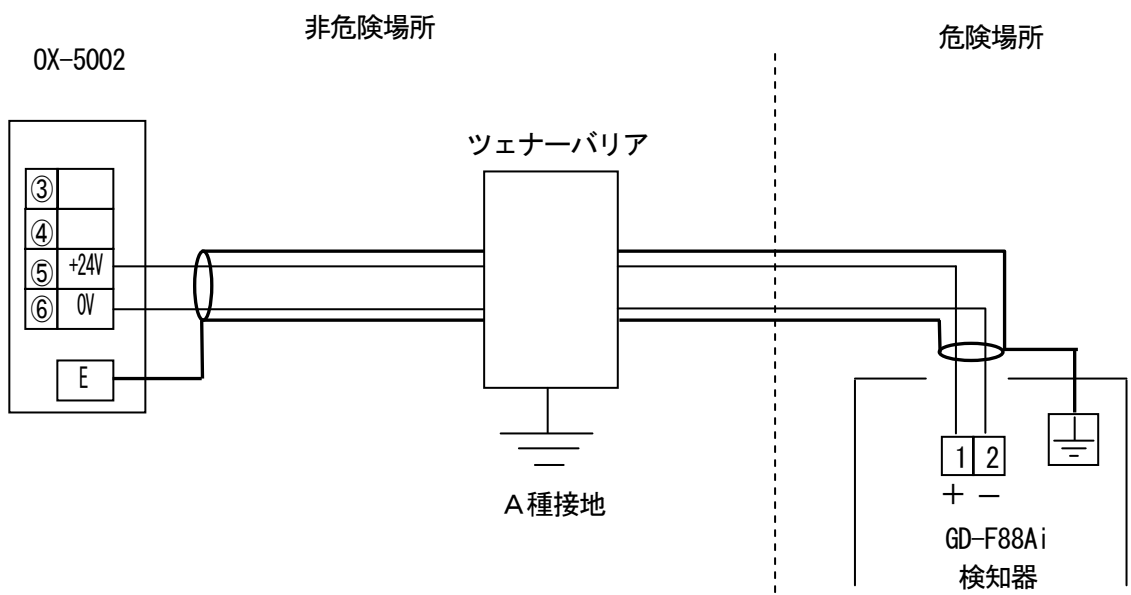 非危険場所
危険場所
OX-5002
ツェナーバリア
③
④
⑤ +24V
⑥ 0V
E
A種接地
1 2
+ -
GD-F88Ai
検知器